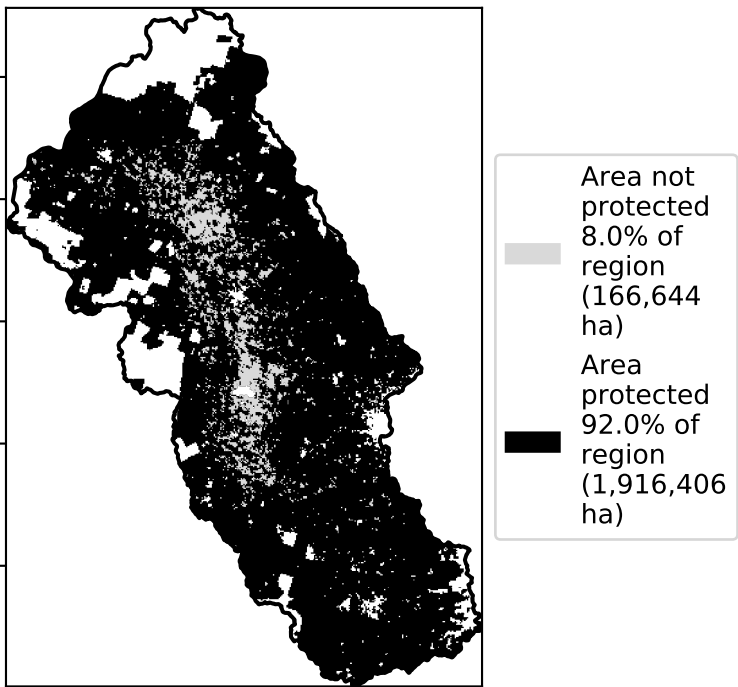 Area not
protected
8.0% of
region
(166,644
ha)
Area
protected
92.0% of
region
(1,916,406
ha)